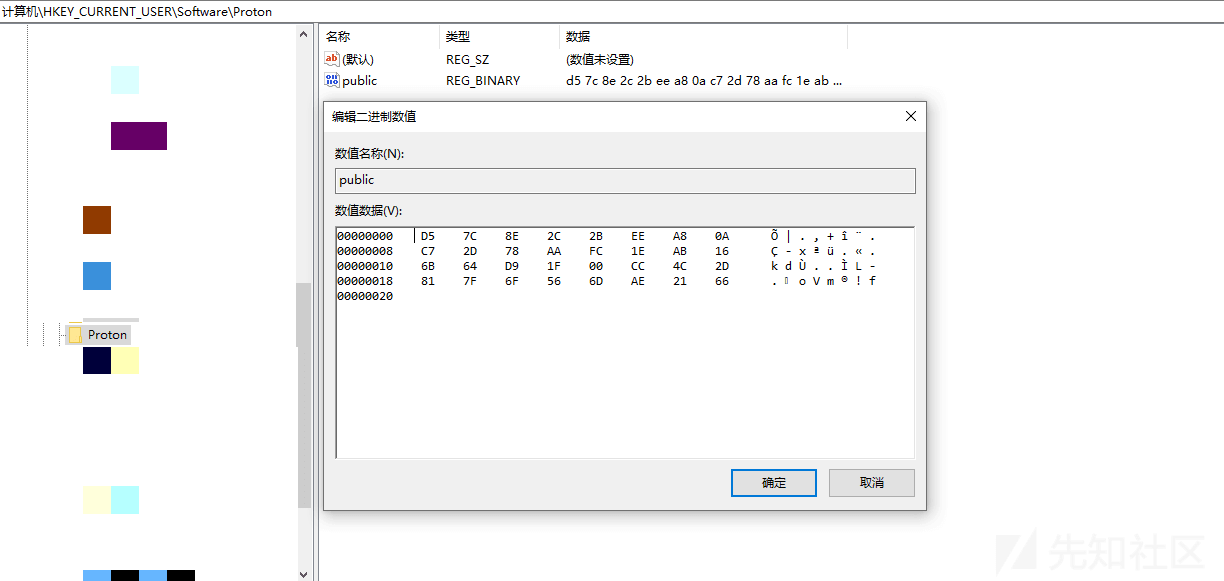 计算机\HKEY_CURRENT_USER\Software\Proton
名称 类型 数据
(默认) REG_SZ (数值未设置)
public REG_BINARY d5 7c 8e 2c 2b ee a8 0a c7 2d 78 aa fc 1e ab ...
编辑二进制数值
数值名称(N):
public
数值数据(V):
00000000 D5 7C 8E 2C 2B EE A8 0A Õ | . , + î ¨ .
00000008 C7 2D 78 AA FC 1E AB 16 Ç - x ª ü . « .
00000010 6B 64 D9 1F 00 CC 4C 2D k d Ù . . Ì L -
00000018 81 7F 6F 56 6D AE 21 66 . o V m ® ! f
00000020
Proton
确定 取消
先知社区